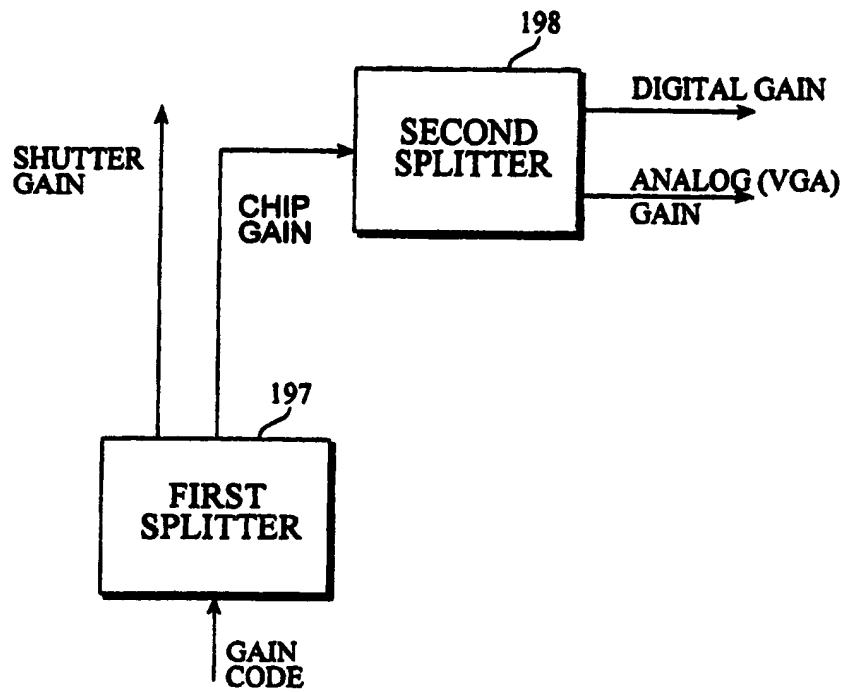 198
DIGITAL GAIN
SECOND
SPLITTER
ANALOG (VGA)
GAIN
SHUTTER
GAIN
CHIP
GAIN
197
FIRST
SPLITTER
GAIN
CODE